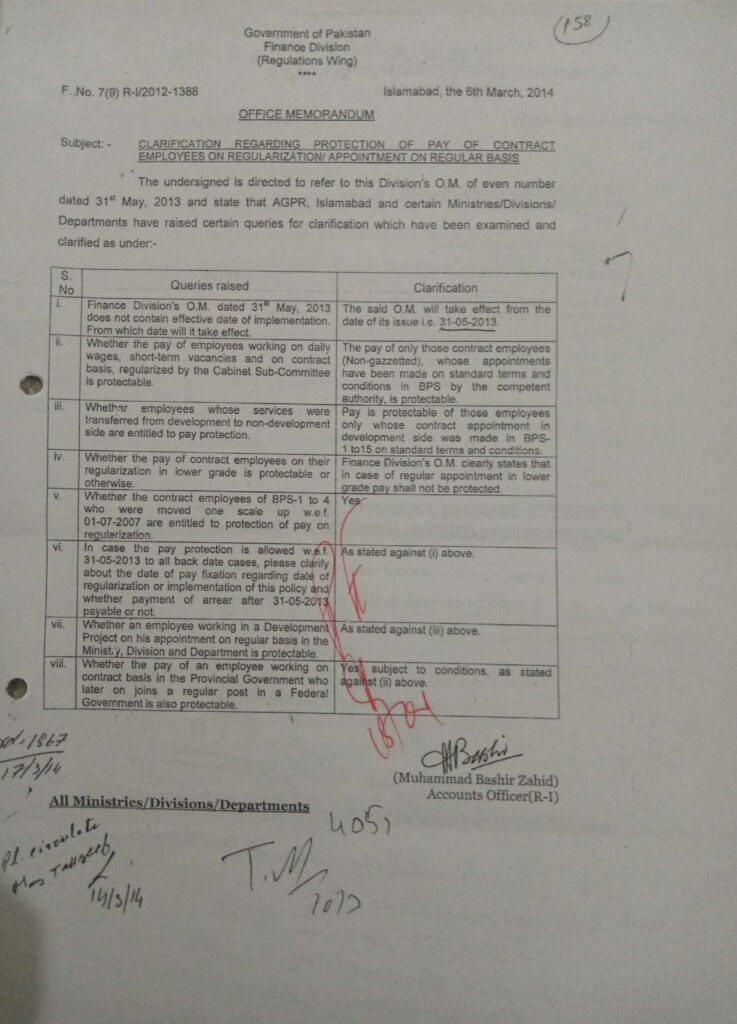 158
Government of Pakistan
Finance Division
(Regulations Wing)
****
F. No. 7(9) R-I/2012-1388
Islamabad, the 6th March, 2014
OFFICE MEMORANDUM
Subject: - CLARIFICATION REGARDING PROTECTION OF PAY OF CONTRACT
EMPLOYEES ON REGULARIZATION/ APPOINTMENT ON REGULAR BASIS
The undersigned is directed to refer to this Division's O.M. of even number
dated 31st May, 2013 and state that AGPR, Islamabad and certain Ministries/Divisions/
Departments have raised certain queries for clarification which have been examined and
clarified as under:-
S.
No
Queries raised
Clarification
i.
Finance Division's O.M. dated 31st May, 2013
does not contain effective date of implementation.
From which date will it take effect.
The said O.M. will take effect from the
date of its issue i.e. 31-05-2013.
ii.
Whether the pay of employees working on daily
wages, short-term vacancies and on contract
basis, regularized by the Cabinet Sub-Committee
is protectable.
The pay of only those contract employees
(Non-gazzetted), whose appointments
have been made on standard terms and
conditions in BPS by the competent
authority, is protectable.
iii.
Whether employees whose services were
transferred from development to non-development
side are entitled to pay protection.
Pay is protectable of those employees
only whose contract appointment in
development side was made in BPS-
1 to15 on standard terms and conditions.
iv.
Whether the pay of contract employees on their
regularization in lower grade is protectable or
otherwise.
Finance Division's O.M. clearly states that
in case of regular appointment in lower
grade pay shall not be protected.
v.
Whether the contract employees of BPS-1 to 4
who were moved one scale up w.e.f.
01-07-2007 are entitled to protection of pay on
regularization.
Yes
vi.
In case the pay protection is allowed w.e.f.
31-05-2013 to all back date cases, please clarify
about the date of pay fixation regarding date of
regularization or implementation of this policy and
whether payment of arrear after 31-05-2013
payable or not.
As stated against (i) above.
vii.
Whether an employee working in a Development
Project on his appointment on regular basis in the
Ministry, Division and Department is protectable.
As stated against (iii) above.
viii.
Whether the pay of an employee working on
contract basis in the Provincial Government who
later on joins a regular post in a Federal
Government is also protectable.
Yes, subject to conditions, as stated
against (ii) above.
1867
17/3/14
(Muhammad Bashir Zahid)
Accounts Officer(R-I)
All Ministries/Divisions/Departments
Pl. circulate
14/3/14